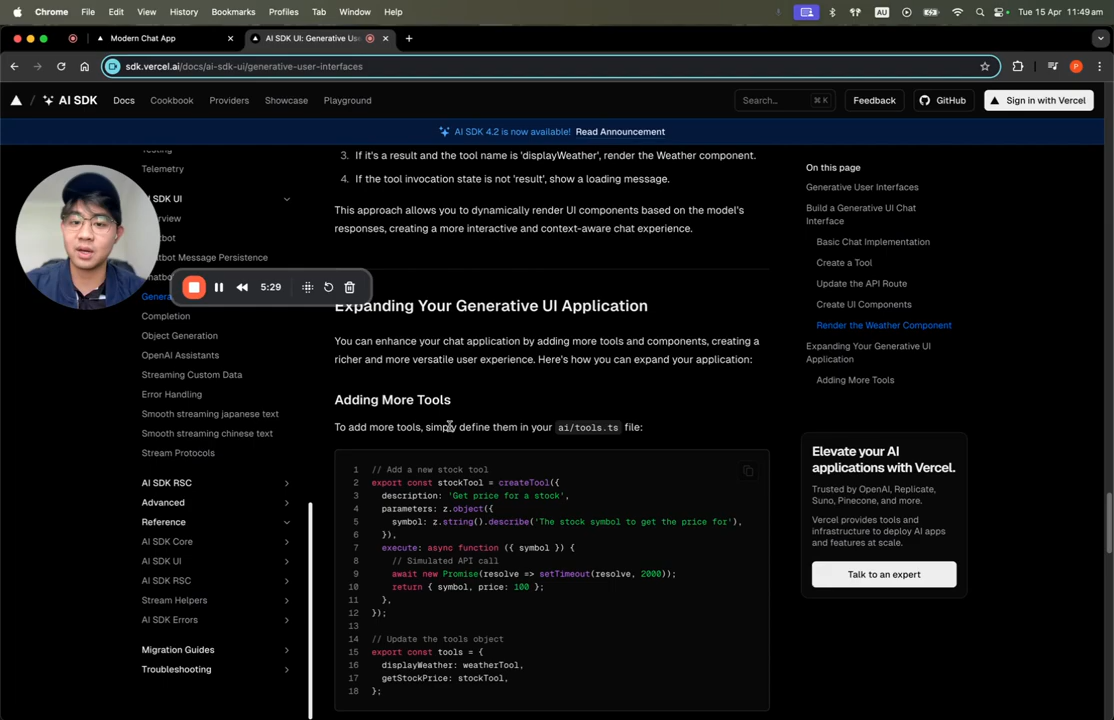 Chrome File Edit View History Bookmarks Profiles Tab Window Help
AU
Tue 15 Apr 11:49 am
Modern Chat App
AI SDK UI: Generative Use
sdk.vercel.ai/docs/ai-sdk-ui/generative-user-interfaces
P
AI SDK
Docs Cookbook Providers Showcase Playground
Search... ⌘ K
Feedback
GitHub
Sign in with Vercel
AI SDK 4.2 is now available! Read Announcement
Testing
Telemetry
SDK UI
Chatbot Message Persistence
Completion
Object Generation
OpenAI Assistants
Streaming Custom Data
Error Handling
Smooth streaming japanese text
Smooth streaming chinese text
Stream Protocols
AI SDK RSC
Advanced
Reference
AI SDK Core
AI SDK UI
AI SDK RSC
Stream Helpers
AI SDK Errors
Migration Guides
Troubleshooting
5:29
3. If it's a result and the tool name is 'displayWeather', render the Weather component.
4. If the tool invocation state is not 'result', show a loading message.
This approach allows you to dynamically render UI components based on the model's
responses, creating a more interactive and context-aware chat experience.
Expanding Your Generative UI Application
You can enhance your chat application by adding more tools and components, creating a
richer and more versatile user experience. Here's how you can expand your application:
Adding More Tools
To add more tools, simply define them in your ai/tools.ts file:
1 // Add a new stock tool
2 export const stockTool = createTool({
3 description: 'Get price for a stock',
4 parameters: z.object({
5 symbol: z.string().describe('The stock symbol to get the price for'),
6 }),
7 execute: async function ({ symbol }) {
8 // Simulated API call
9 await new Promise(resolve => setTimeout(resolve, 2000));
10 return { symbol, price: 100 };
11 },
12 });
13
14 // Update the tools object
15 export const tools = {
16 displayWeather: weatherTool,
17 getStockPrice: stockTool,
18 };
On this page
Generative User Interfaces
Build a Generative UI Chat
Interface
Basic Chat Implementation
Create a Tool
Update the API Route
Create UI Components
Render the Weather Component
Expanding Your Generative UI
Application
Adding More Tools
Elevate your AI
applications with Vercel.
Trusted by OpenAI, Replicate,
Suno, Pinecone, and more.
Vercel provides tools and
infrastructure to deploy AI apps
and features at scale.
Talk to an expert